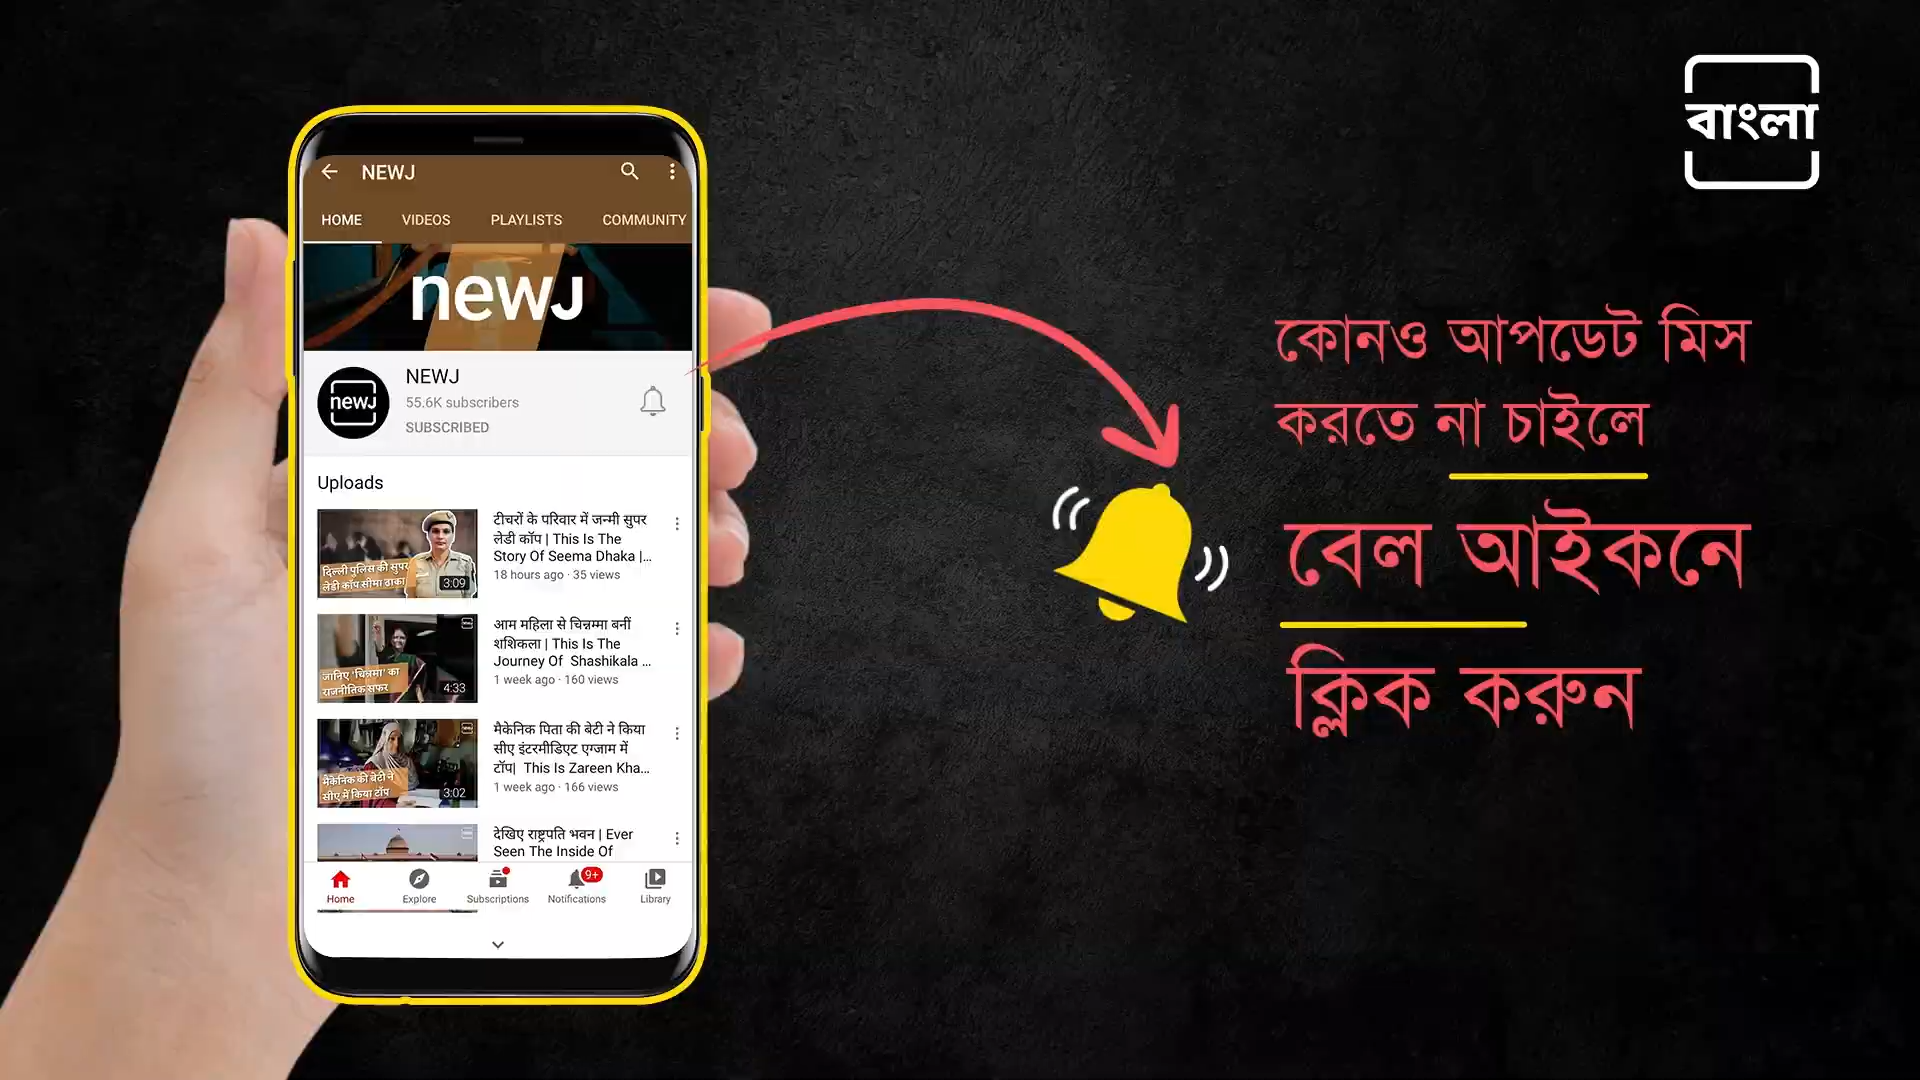 বাংলা
NEWJ
HOME VIDEOS PLAYLISTS COMMUNITY
newJ
NEWJ
newJ
55.6K subscribers
SUBSCRIBED
Uploads
टीचरों के परिवार में जन्मी सुपर
लेडी कॉप | This Is The
Story Of Seema Dhaka |...
18 hours ago · 35 views
दिल्ली पुलिस की सुपर
लेडी कॉप सीमा ढाका
3:09
आम महिला से चिन्नम्मा बनीं
शशिकला | This Is The
Journey Of Shashikala ...
1 week ago · 160 views
जानिए 'चिन्नम्मा' का
राजनीतिक सफर
4:33
मैकेनिक पिता की बेटी ने किया
सीए इंटरमीडिएट एग्जाम में
टॉप| This Is Zareen Kha...
1 week ago · 166 views
मैकेनिक की बेटी ने
सीए में किया टॉप
3:02
देखिए राष्ट्रपति भवन | Ever
Seen The Inside Of
9+
Home Explore Subscriptions Notifications Library
কোনও আপডেট মিস
করতে না চাইলে
বেল আইকনে
ক্লিক করুন